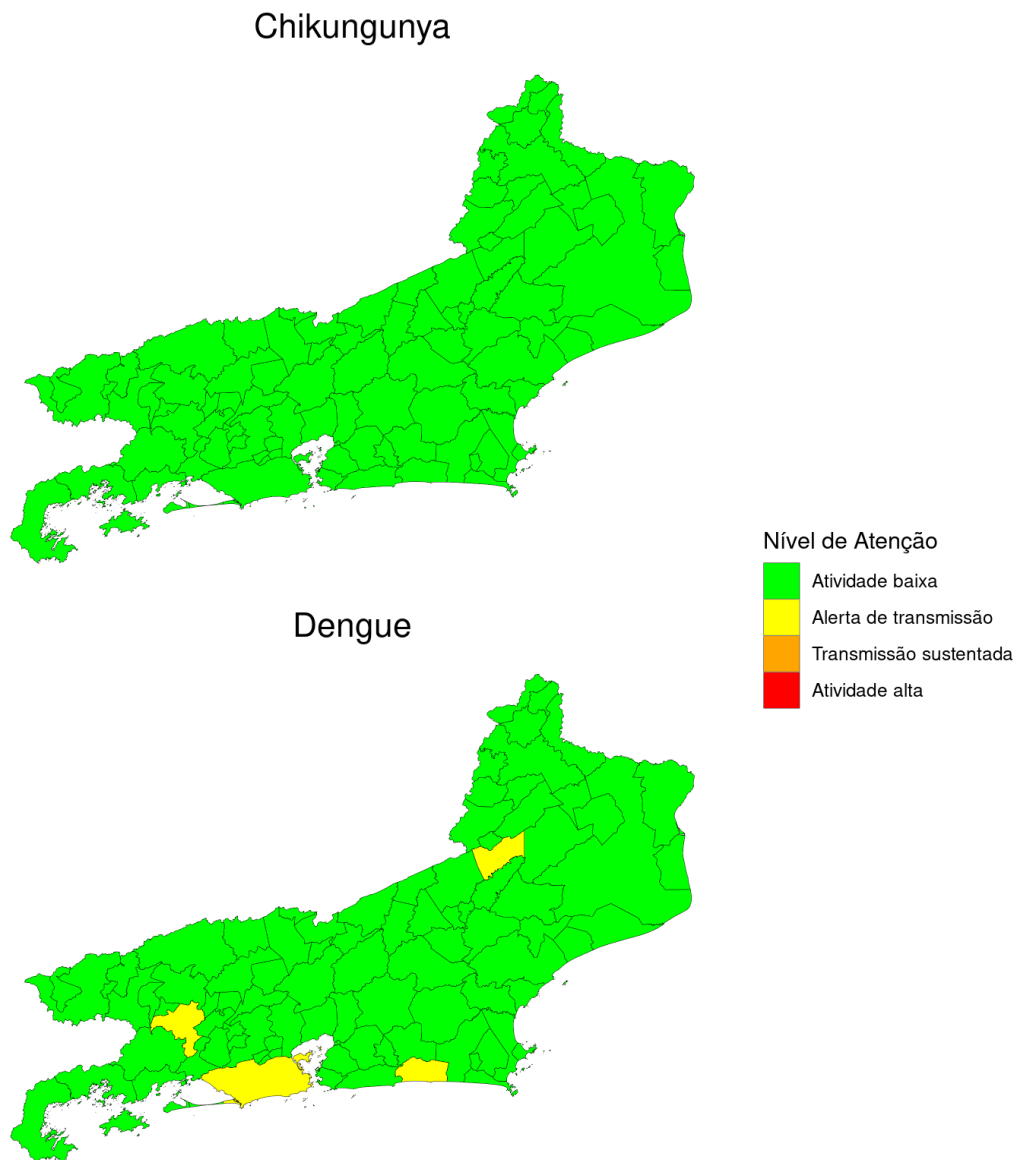 Chikungunya
Nível de Atenção
Atividade baixa
Alerta de transmissão
Transmissão sustentada
Atividade alta
Dengue